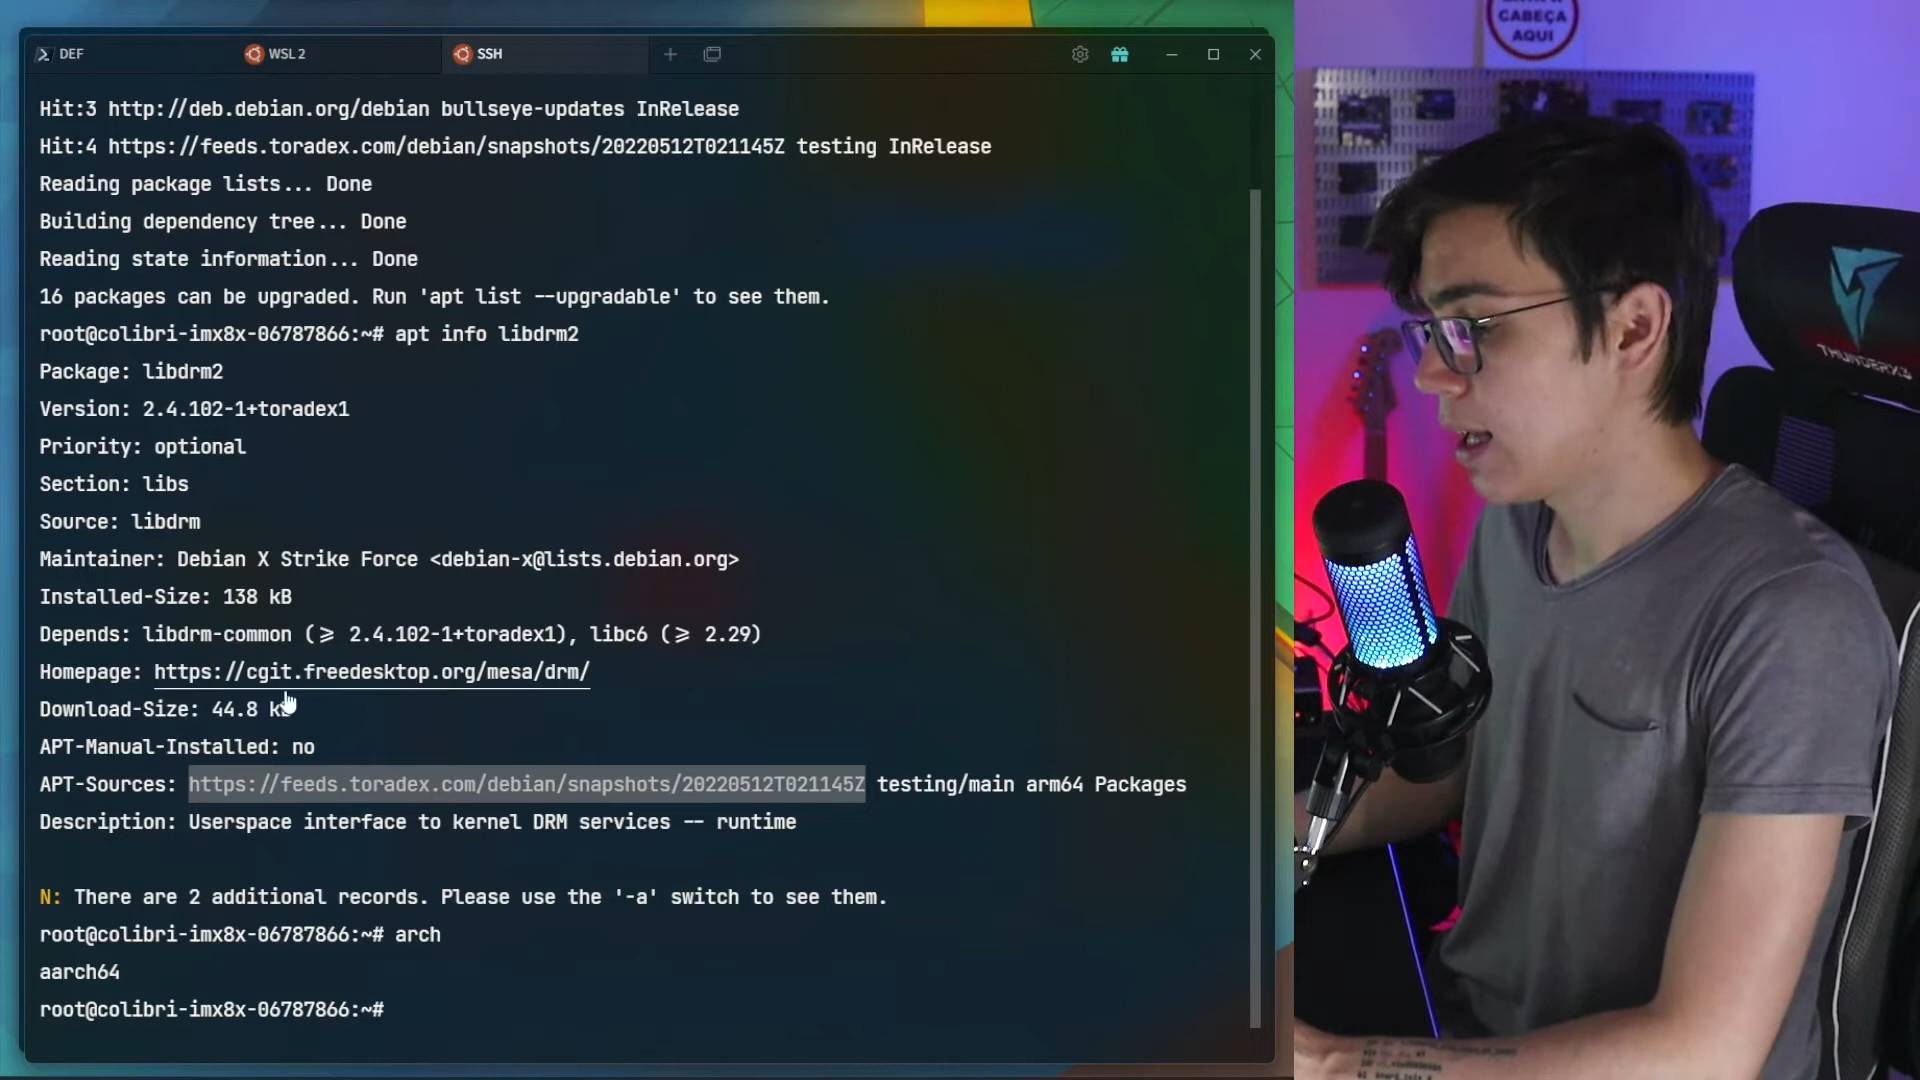 DEF
WSL 2
SSH
Hit:3 http://deb.debian.org/debian bullseye-updates InRelease
Hit:4 https://feeds.toradex.com/debian/snapshots/20220512T021145Z testing InRelease
Reading package lists... Done
Building dependency tree... Done
Reading state information... Done
16 packages can be upgraded. Run 'apt list --upgradable' to see them.
root@colibri-imx8x-06787866:~# apt info libdrm2
Package: libdrm2
Version: 2.4.102-1+toradex1
Priority: optional
Section: libs
Source: libdrm
Maintainer: Debian X Strike Force <debian-x@lists.debian.org>
Installed-Size: 138 kB
Depends: libdrm-common (>= 2.4.102-1+toradex1), libc6 (>= 2.29)
Homepage: https://cgit.freedesktop.org/mesa/drm/
Download-Size: 44.8 kB
APT-Manual-Installed: no
APT-Sources: https://feeds.toradex.com/debian/snapshots/20220512T021145Z testing/main arm64 Packages
Description: Userspace interface to kernel DRM services -- runtime
N: There are 2 additional records. Please use the '-a' switch to see them.
root@colibri-imx8x-06787866:~# arch
aarch64
root@colibri-imx8x-06787866:~#
CABEÇA
AQUI
THUNDERX3